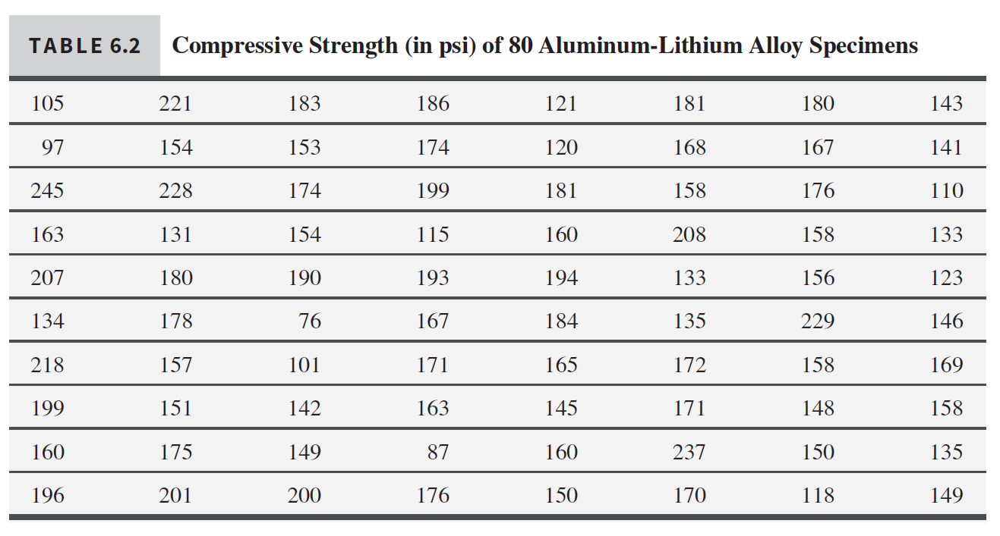 TABLE 6.2 Compressive Strength (in psi) of 80 Aluminum-Lithium Alloy Specimens
105 221 183 186 121 181 180 143
97 154 153 174 120 168 167 141
245 228 174 199 181 158 176 110
163 131 154 115 160 208 158 133
207 180 190 193 194 133 156 123
134 178 76 167 184 135 229 146
218 157 101 171 165 172 158 169
199 151 142 163 145 171 148 158
160 175 149 87 160 237 150 135
196 201 200 176 150 170 118 149